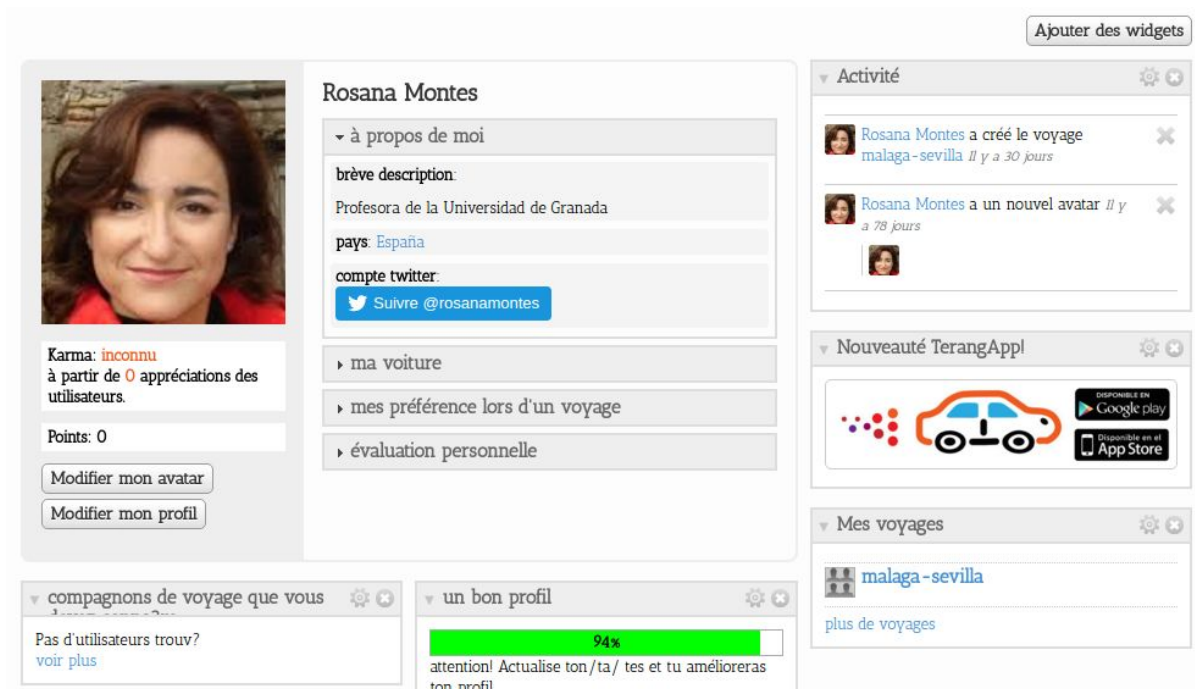 Ajouter des widgets
Rosana Montes
à propos de moi
brève description:
Profesora de la Universidad de Granada
pays: España
compte twitter:
Suivre @rosanamontes
ma voiture
mes préférence lors d'un voyage
évaluation personnelle
Karma: inconnu
à partir de 0 appréciations des
utilisateurs.
Points: 0
Modifier mon avatar
Modifier mon profil
Activité
Rosana Montes a créé le voyage
malaga-sevilla Il y a 30 jours
Rosana Montes a un nouvel avatar Il y
a 78 jours
Nouveauté TerangApp!
DISPONIBLE EN
Google play
Disponible en el
App Store
Mes voyages
malaga-sevilla
plus de voyages
compagnons de voyage que vous
Pas d'utilisateurs trouv?
voir plus
un bon profil
94%
attention! Actualise ton/ta/ tes et tu amélioreras
ton profil